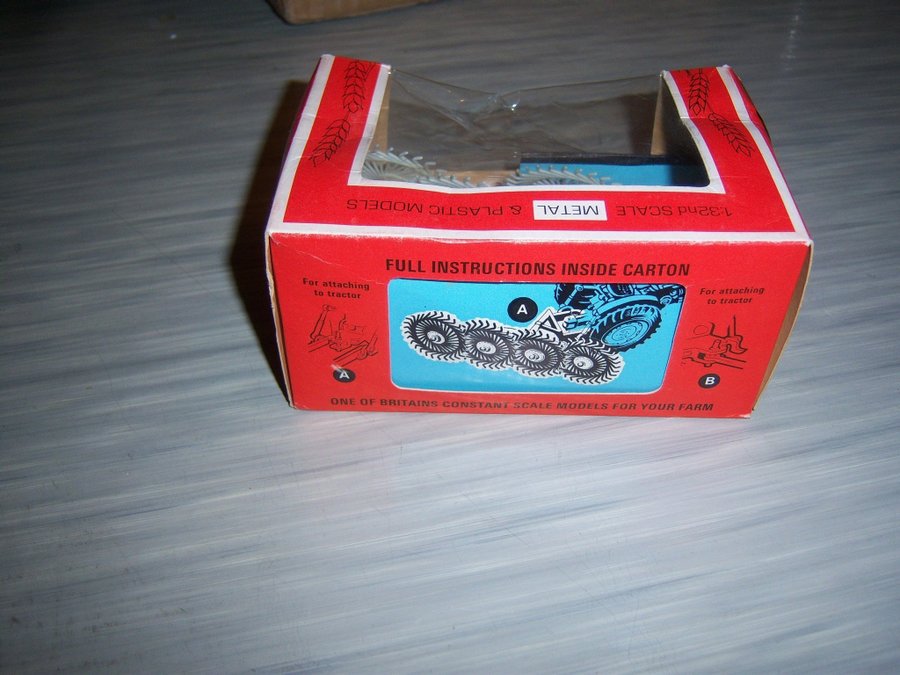 1:32nd SCALE METAL & PLASTIC MODELS
FULL INSTRUCTIONS INSIDE CARTON
For attaching
to tractor
A
A
For attaching
to tractor
B
ONE OF BRITAINS CONSTANT SCALE MODELS FOR YOUR FARM